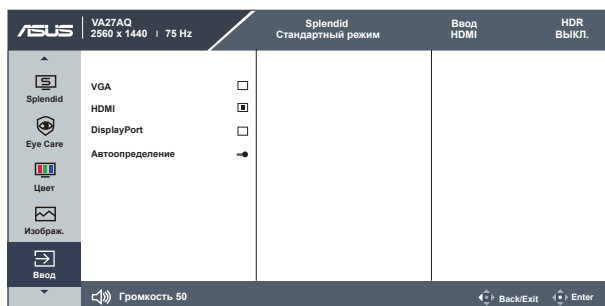 ASUS
VA27AQ
2560 x 1440 | 75 Hz
Splendid
Стандартный режим
Ввод
HDMI
HDR
ВЫКЛ.
Splendid
Eye Care
Цвет
Изображ.
Ввод
VGA
HDMI
DisplayPort
Автоопределение
Громкость 50
Back/Exit
Enter